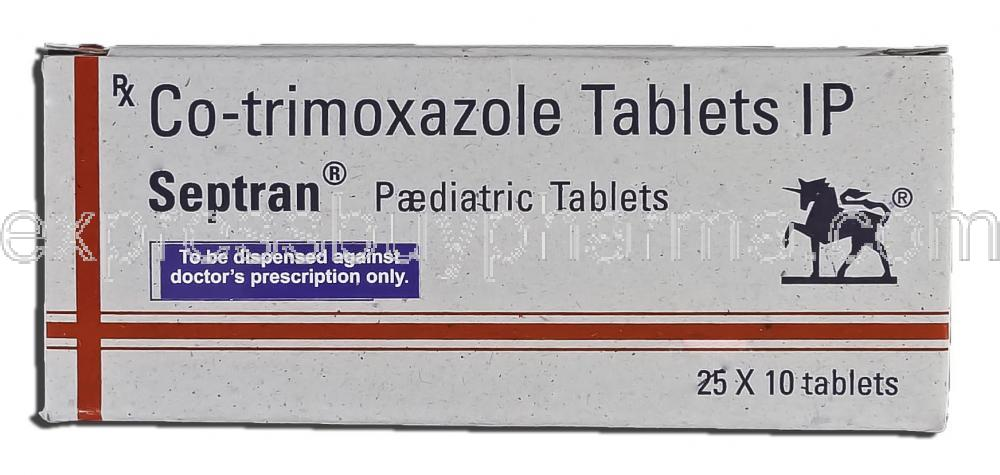 Rx Co-trimoxazole Tablets IP
Septran® Pædiatric Tablets
®
To be dispensed against
doctor's prescription only.
25 X 10 tablets